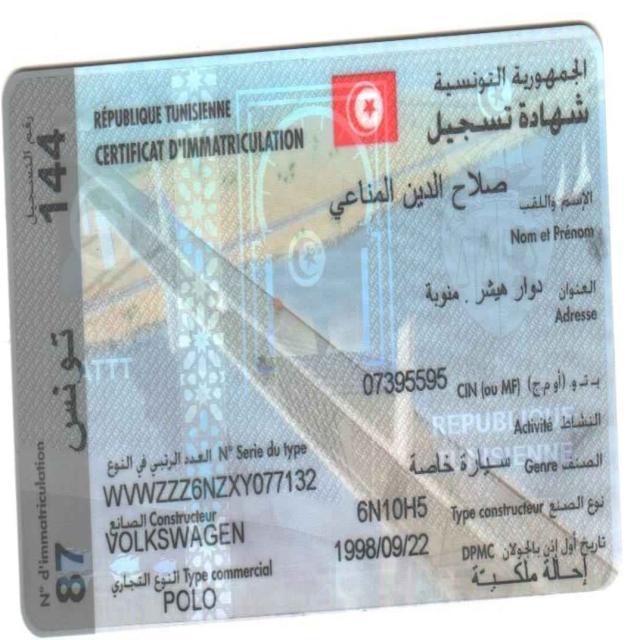 الجمهورية التونسية
شهادة تسجيل
RÉPUBLIQUE TUNISIENNE
CERTIFICAT D'IMMATRICULATION
رقم التسجيل
144
تونس
87
N° d'immatriculation
الإسم واللقب صلاح الدين المناعي
Nom et Prénom
العنوان دوار هيشر . منوبة
Adresse
ب.ت.و (أو م.ج) CIN (ou MF) 07395595
النشاط Activité
REPUBLIQUE
TUNISIENNE
الصنف Genre سيارة خاصة
العدد الرتبي في النوع N° Serie du type
WVWZZZ6NZXY077132
نوع الصنع Type constructeur 6N10H5
الصانع Constructeur
VOLKSWAGEN
تاريخ أول إذن بالجولان DPMC 1998/09/22
النوع التجاري Type commercial
POLO
إحالة ملكية
ATTT